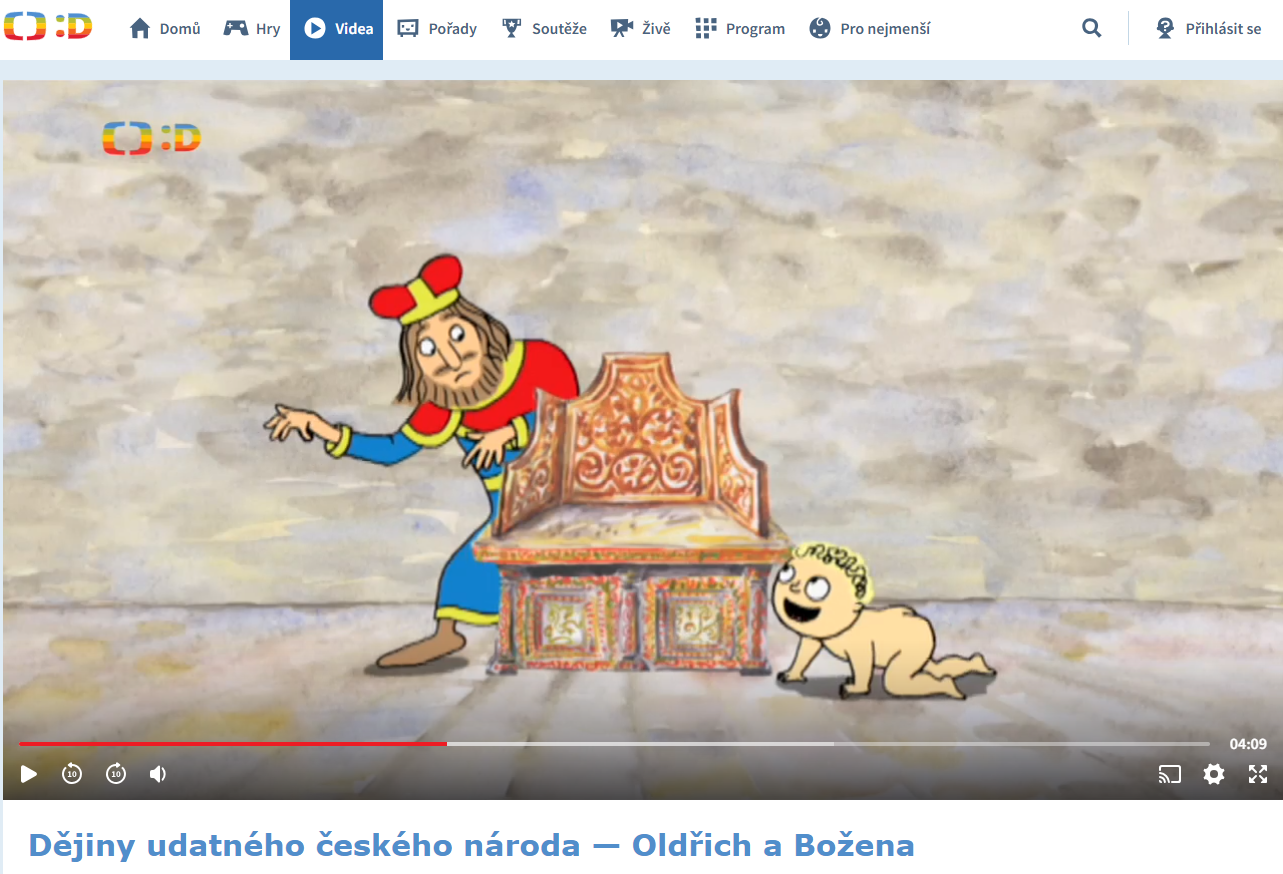 :D Domů Hry Videa Pořady Soutěže Živě Program Pro nejmenší Přihlásit se
:D
04:09
10 10
Dějiny udatného českého národa — Oldřich a Božena